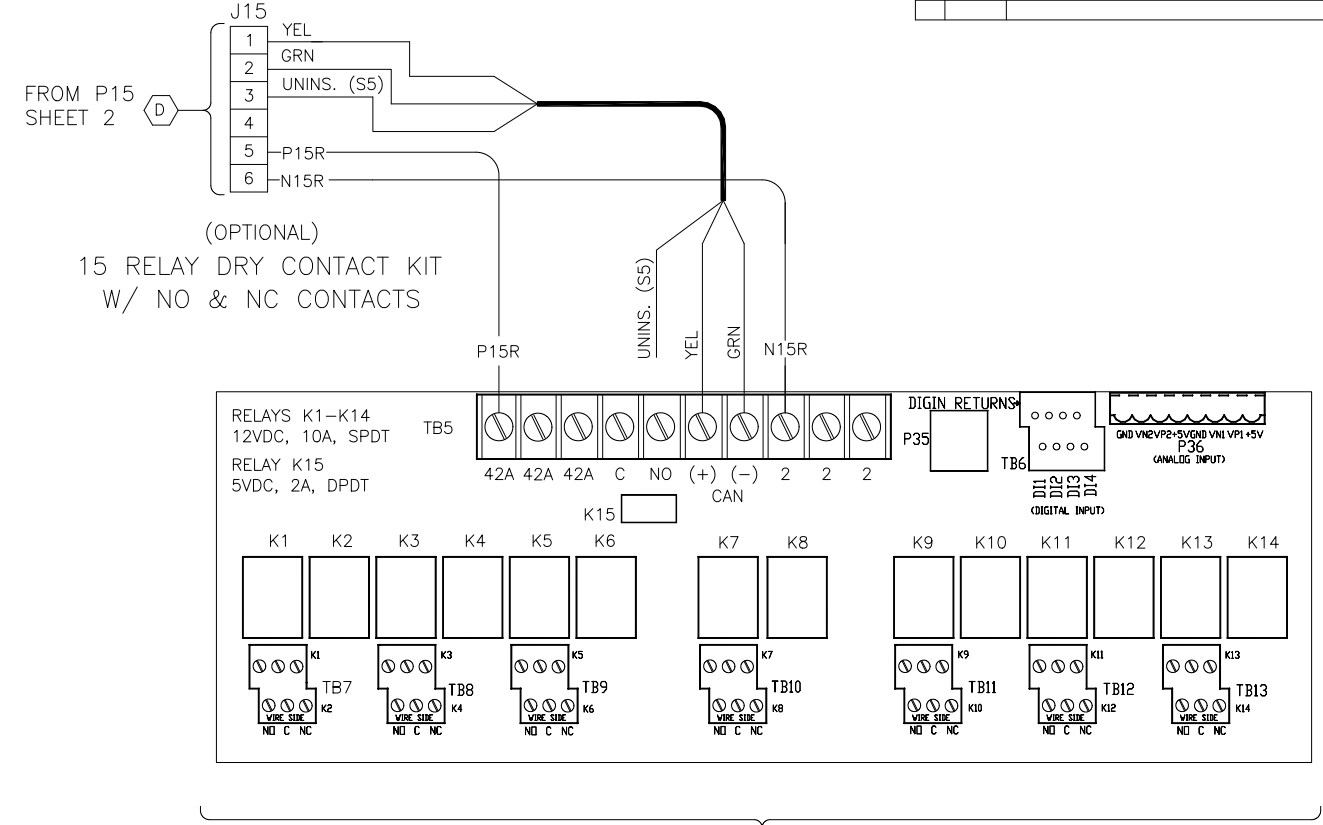 J15
1 YEL
2 GRN
3 UNINS. (S5)
4
5 P15R
6 N15R
FROM P15
SHEET 2
D
(OPTIONAL)
15 RELAY DRY CONTACT KIT
W/ NO & NC CONTACTS
P15R
UNINS. (S5)
YEL
GRN
N15R
RELAYS K1-K14
12VDC, 10A, SPDT
RELAY K15
5VDC, 2A, DPDT
TB5
42A 42A 42A C NO (+) (-) 2 2 2
CAN
K15
DIGIN RETURNS
P35
TB6
DI1 DI2 DI3 DI4
(DIGITAL INPUT)
GND VN2 VP2 +5V GND VN1 VP1 +5V
P36
(ANALOG INPUT)
K1 K2 K3 K4 K5 K6 K7 K8 K9 K10 K11 K12 K13 K14
K1
TB7
K2
WIRE SIDE
NO C NC
K3
TB8
K4
WIRE SIDE
NO C NC
K5
TB9
K6
WIRE SIDE
NO C NC
K7
TB10
K8
WIRE SIDE
NO C NC
K9
TB11
K10
WIRE SIDE
NO C NC
K11
TB12
K12
WIRE SIDE
NO C NC
K13
TB13
K14
WIRE SIDE
NO C NC